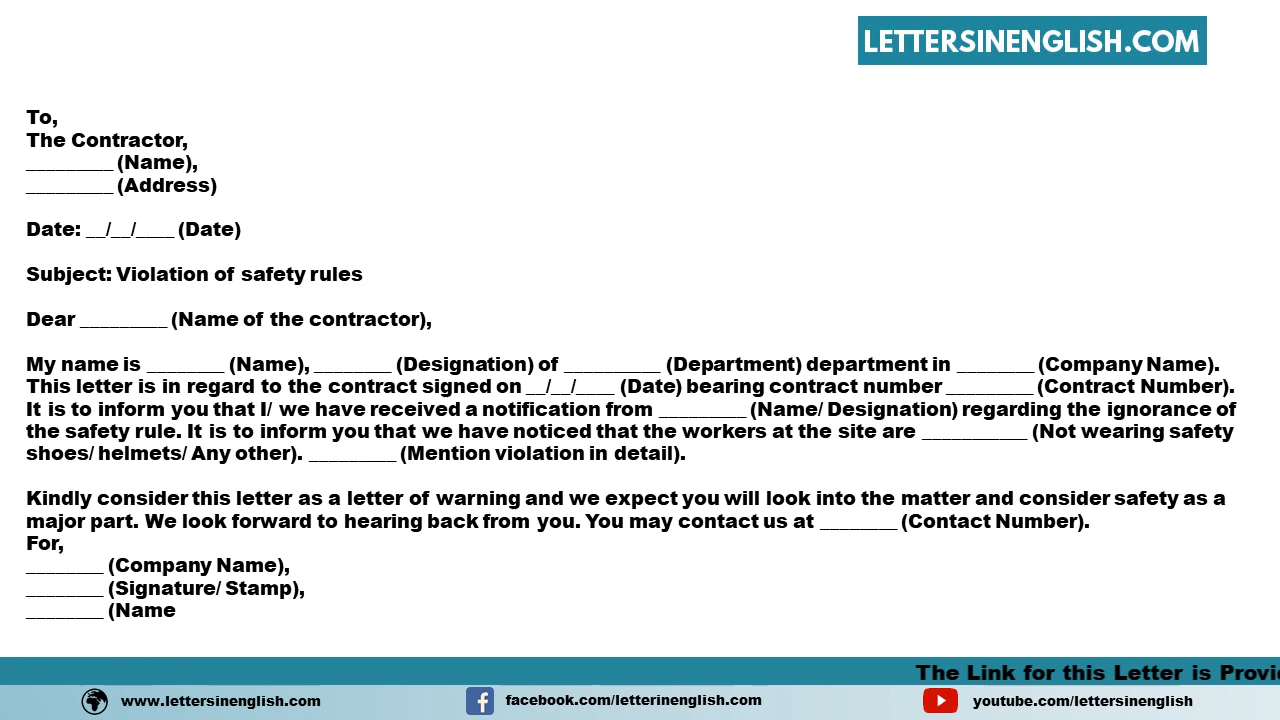 LETTERSINENGLISH.COM
To,
The Contractor,
_________ (Name),
_________ (Address)
Date: __/__/____ (Date)
Subject: Violation of safety rules
Dear _________ (Name of the contractor),
My name is ________ (Name), ________ (Designation) of __________ (Department) department in ________ (Company Name).
This letter is in regard to the contract signed on __/__/____ (Date) bearing contract number _________ (Contract Number).
It is to inform you that I/ we have received a notification from _________ (Name/ Designation) regarding the ignorance of
the safety rule. It is to inform you that we have noticed that the workers at the site are ___________ (Not wearing safety
shoes/ helmets/ Any other). _________ (Mention violation in detail).
Kindly consider this letter as a letter of warning and we expect you will look into the matter and consider safety as a
major part. We look forward to hearing back from you. You may contact us at ________ (Contact Number).
For,
________ (Company Name),
________ (Signature/ Stamp),
________ (Name
The Link for this Letter is Provi
www.lettersinenglish.com facebook.com/letterinenglish.com youtube.com/lettersinenglish